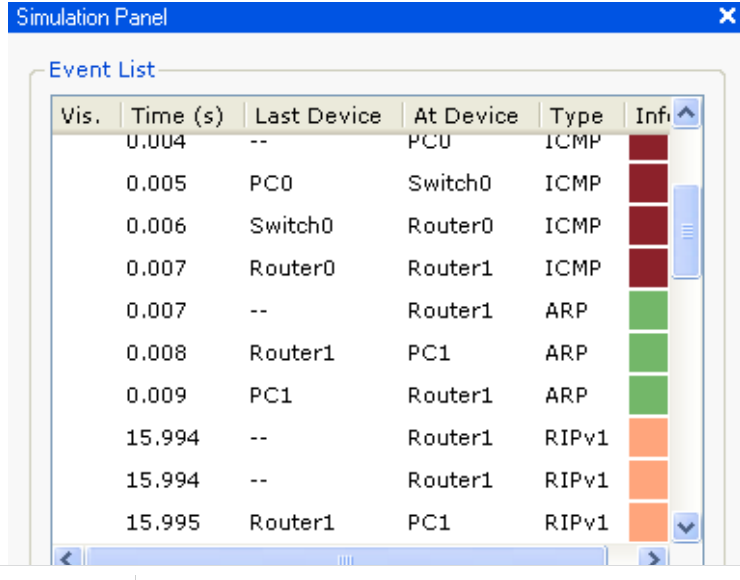 Simulation Panel
Event List
Vis. Time (s) Last Device At Device Type Info
0.004 -- PC0 ICMP
0.005 PC0 Switch0 ICMP
0.006 Switch0 Router0 ICMP
0.007 Router0 Router1 ICMP
0.007 -- Router1 ARP
0.008 Router1 PC1 ARP
0.009 PC1 Router1 ARP
15.994 -- Router1 RIPv1
15.994 -- Router1 RIPv1
15.995 Router1 PC1 RIPv1